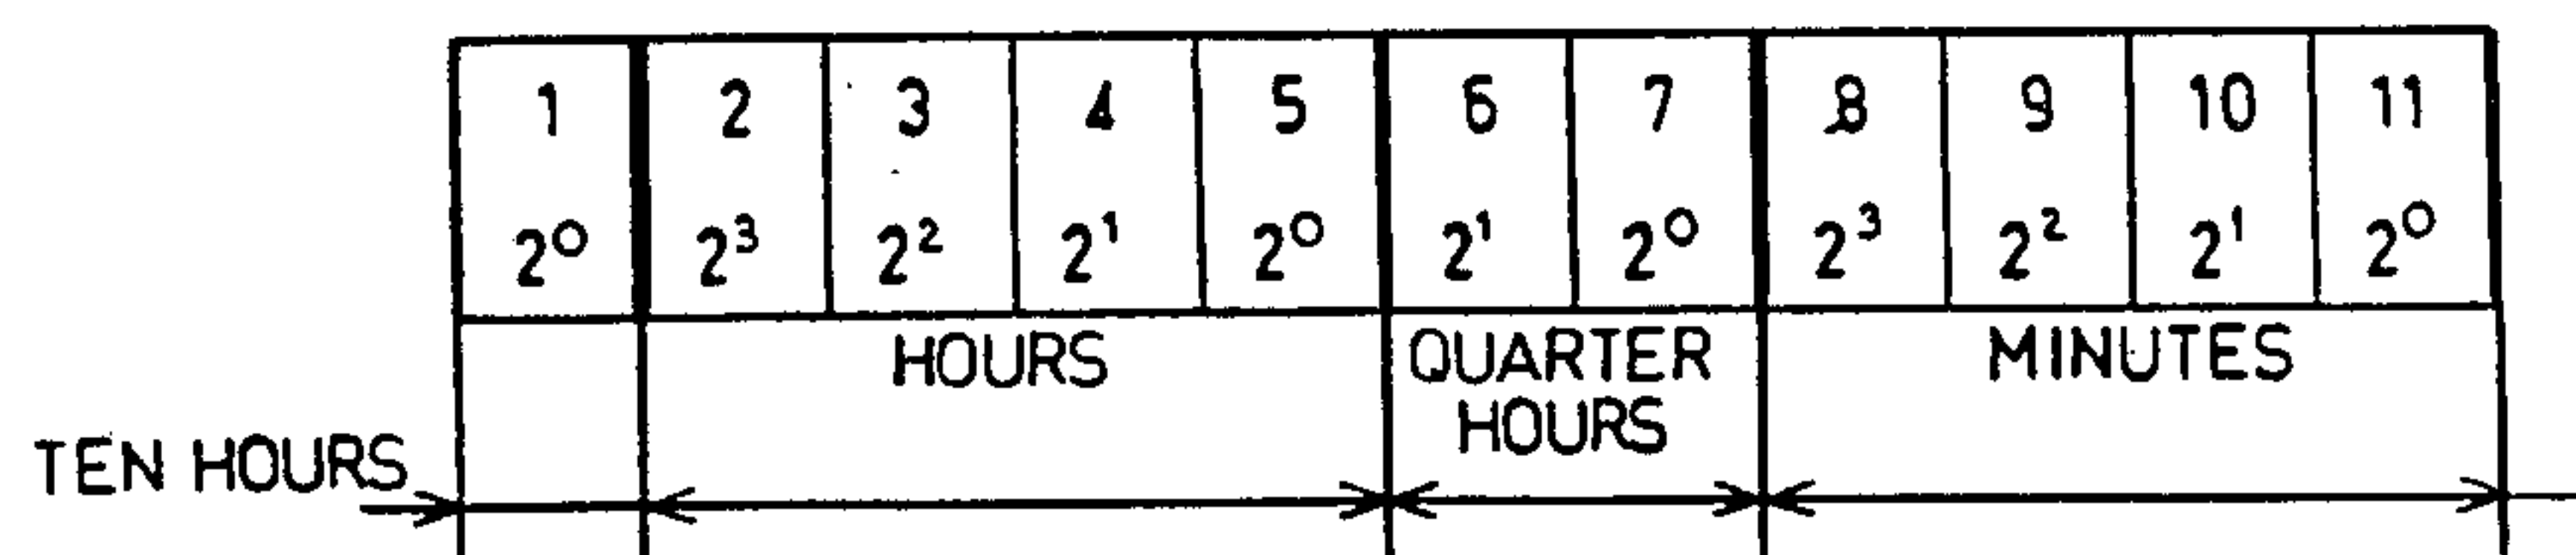 1 2 3 4 5 6 7 8 9 10 11
2⁰ 2³ 2² 2¹ 2⁰ 2¹ 2⁰ 2³ 2² 2¹ 2⁰
HOURS QUARTER HOURS MINUTES
TEN HOURS